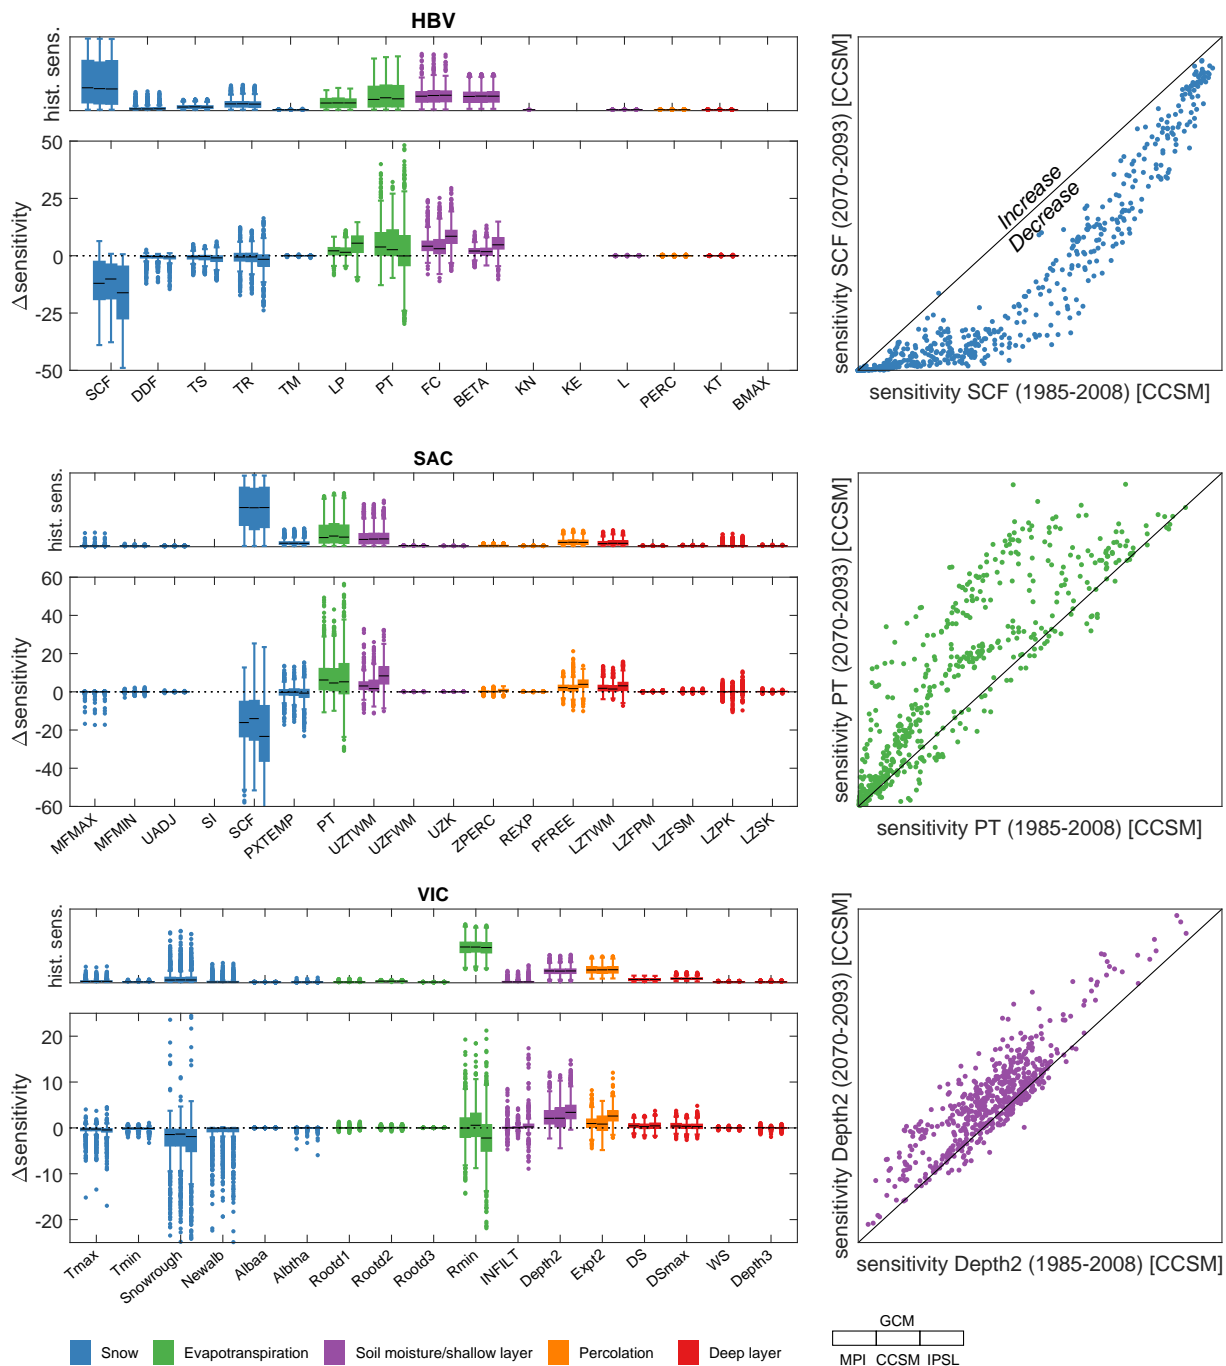 HBV
hist. sens.
50
25
0
-25
-50
Δsensitivity
SCF
DDF
TS
TR
TM
LP
PT
FC
BETA
KN
KE
L
PERC
KT
BMAX
sensitivity SCF (2070-2093) [CCSM]
Increase
Decrease
sensitivity SCF (1985-2008) [CCSM]
SAC
hist. sens.
60
40
20
0
-20
-40
-60
Δsensitivity
MFMAX
MFMIN
UADJ
SI
SCF
PXTEMP
PT
UZTWM
UZFWM
UZK
ZPERC
REXP
PFREE
LZTWM
LZFPM
LZFSM
LZPK
LZSK
sensitivity PT (2070-2093) [CCSM]
sensitivity PT (1985-2008) [CCSM]
VIC
hist. sens.
20
10
0
-10
-20
Δsensitivity
Tmax
Tmin
Snowrough
Newalb
Albaa
Albtha
Rootd1
Rootd2
Rootd3
Rmin
INFILT
Depth2
Expt2
DS
DSmax
WS
Depth3
sensitivity Depth2 (2070-2093) [CCSM]
sensitivity Depth2 (1985-2008) [CCSM]
Snow
Evapotranspiration
Soil moisture/shallow layer
Percolation
Deep layer
GCM
MPI CCSM IPSL